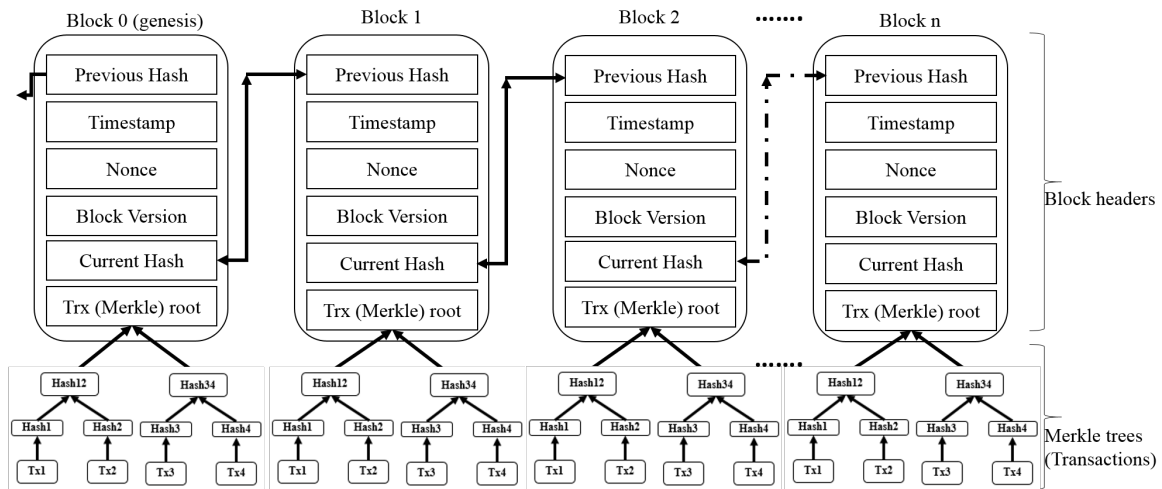 Block 0 (genesis)
Block 1
Block 2
........
Block n
Previous Hash
Timestamp
Nonce
Block Version
Current Hash
Trx (Merkle) root
Previous Hash
Timestamp
Nonce
Block Version
Current Hash
Trx (Merkle) root
Previous Hash
Timestamp
Nonce
Block Version
Current Hash
Trx (Merkle) root
Previous Hash
Timestamp
Nonce
Block Version
Current Hash
Trx (Merkle) root
Block headers
........
Hash12
Hash34
Hash1
Hash2
Hash3
Hash4
Tx1
Tx2
Tx3
Tx4
Hash12
Hash34
Hash1
Hash2
Hash3
Hash4
Tx1
Tx2
Tx3
Tx4
Hash12
Hash34
Hash1
Hash2
Hash3
Hash4
Tx1
Tx2
Tx3
Tx4
Hash12
Hash34
Hash1
Hash2
Hash3
Hash4
Tx1
Tx2
Tx3
Tx4
Merkle trees
(Transactions)